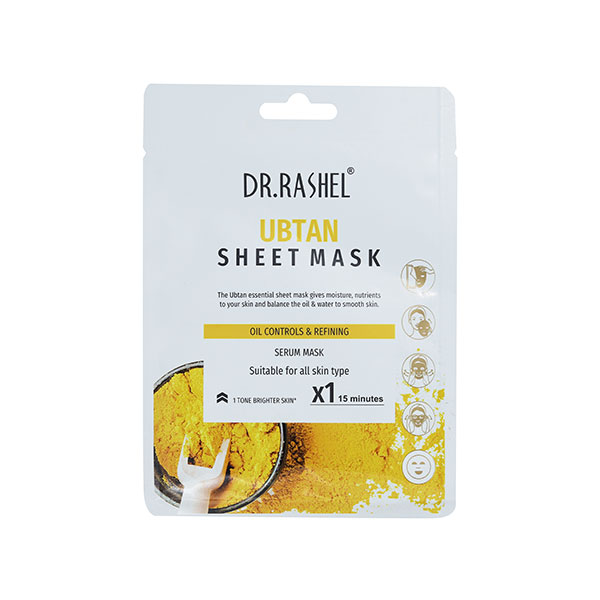 DR.RASHEL®
UBTAN
SHEET MASK
The Ubtan essential sheet mask gives moisture, nutrients
to your skin and balance the oil & water to smooth skin.
OIL CONTROLS & REFINING
SERUM MASK
Suitable for all skin type
1 TONE BRIGHTER SKIN* X1 15 minutes